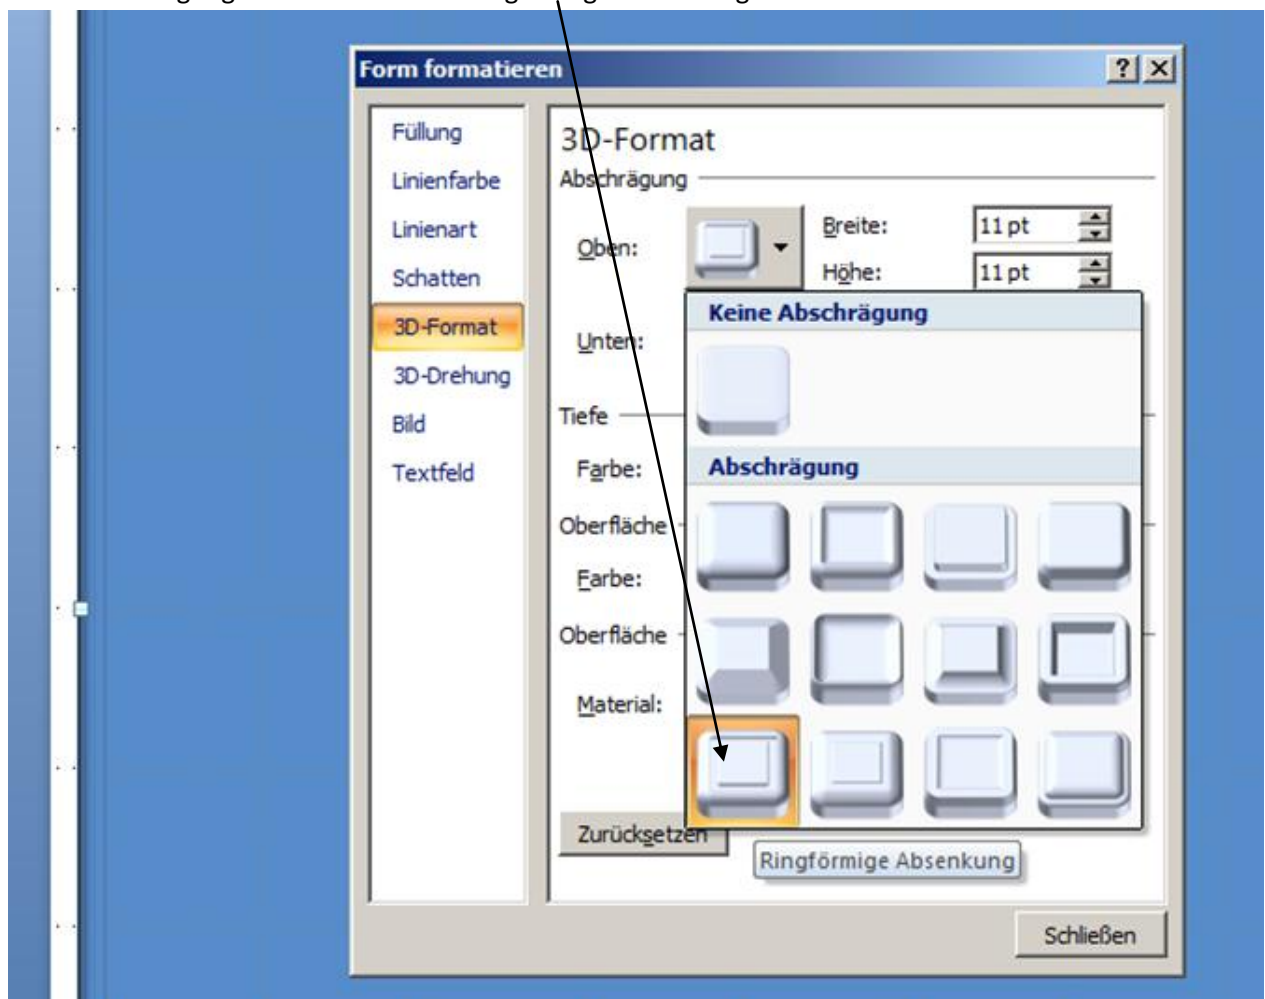 Form formatieren
Füllung
Linienfarbe
Linienart
Schatten
3D-Format
3D-Drehung
Bild
Textfeld
3D-Format
Abschrägung
Oben:
Breite: 11 pt
Höhe: 11 pt
Unten:
Keine Abschrägung
Tiefe
Farbe:
Abschrägung
Oberfläche
Farbe:
Oberfläche
Material:
Zurücksetzen
Ringförmige Absenkung
Schließen